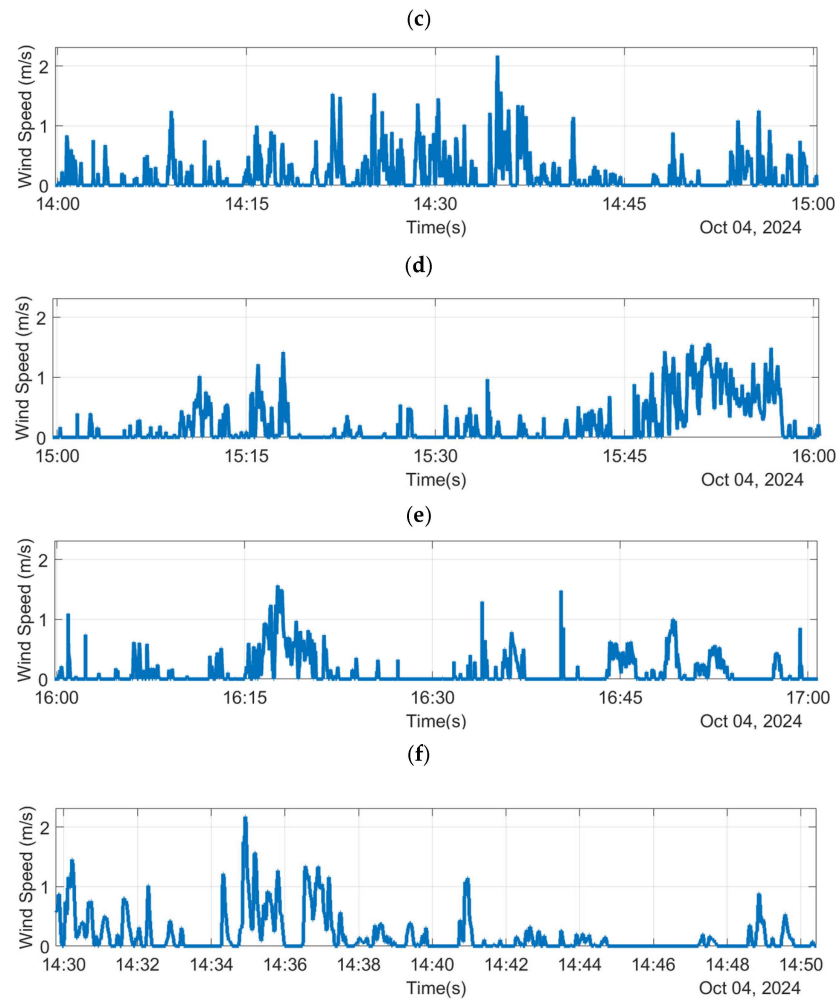 (c)
Wind Speed (m/s)
2
1
0
14:00 14:15 14:30 14:45 15:00
Time(s)
Oct 04, 2024
(d)
Wind Speed (m/s)
2
1
0
15:00 15:15 15:30 15:45 16:00
Time(s)
Oct 04, 2024
(e)
Wind Speed (m/s)
2
1
0
16:00 16:15 16:30 16:45 17:00
Time(s)
Oct 04, 2024
(f)
Wind Speed (m/s)
2
1
0
14:30 14:32 14:34 14:36 14:38 14:40 14:42 14:44 14:46 14:48 14:50
Time(s)
Oct 04, 2024